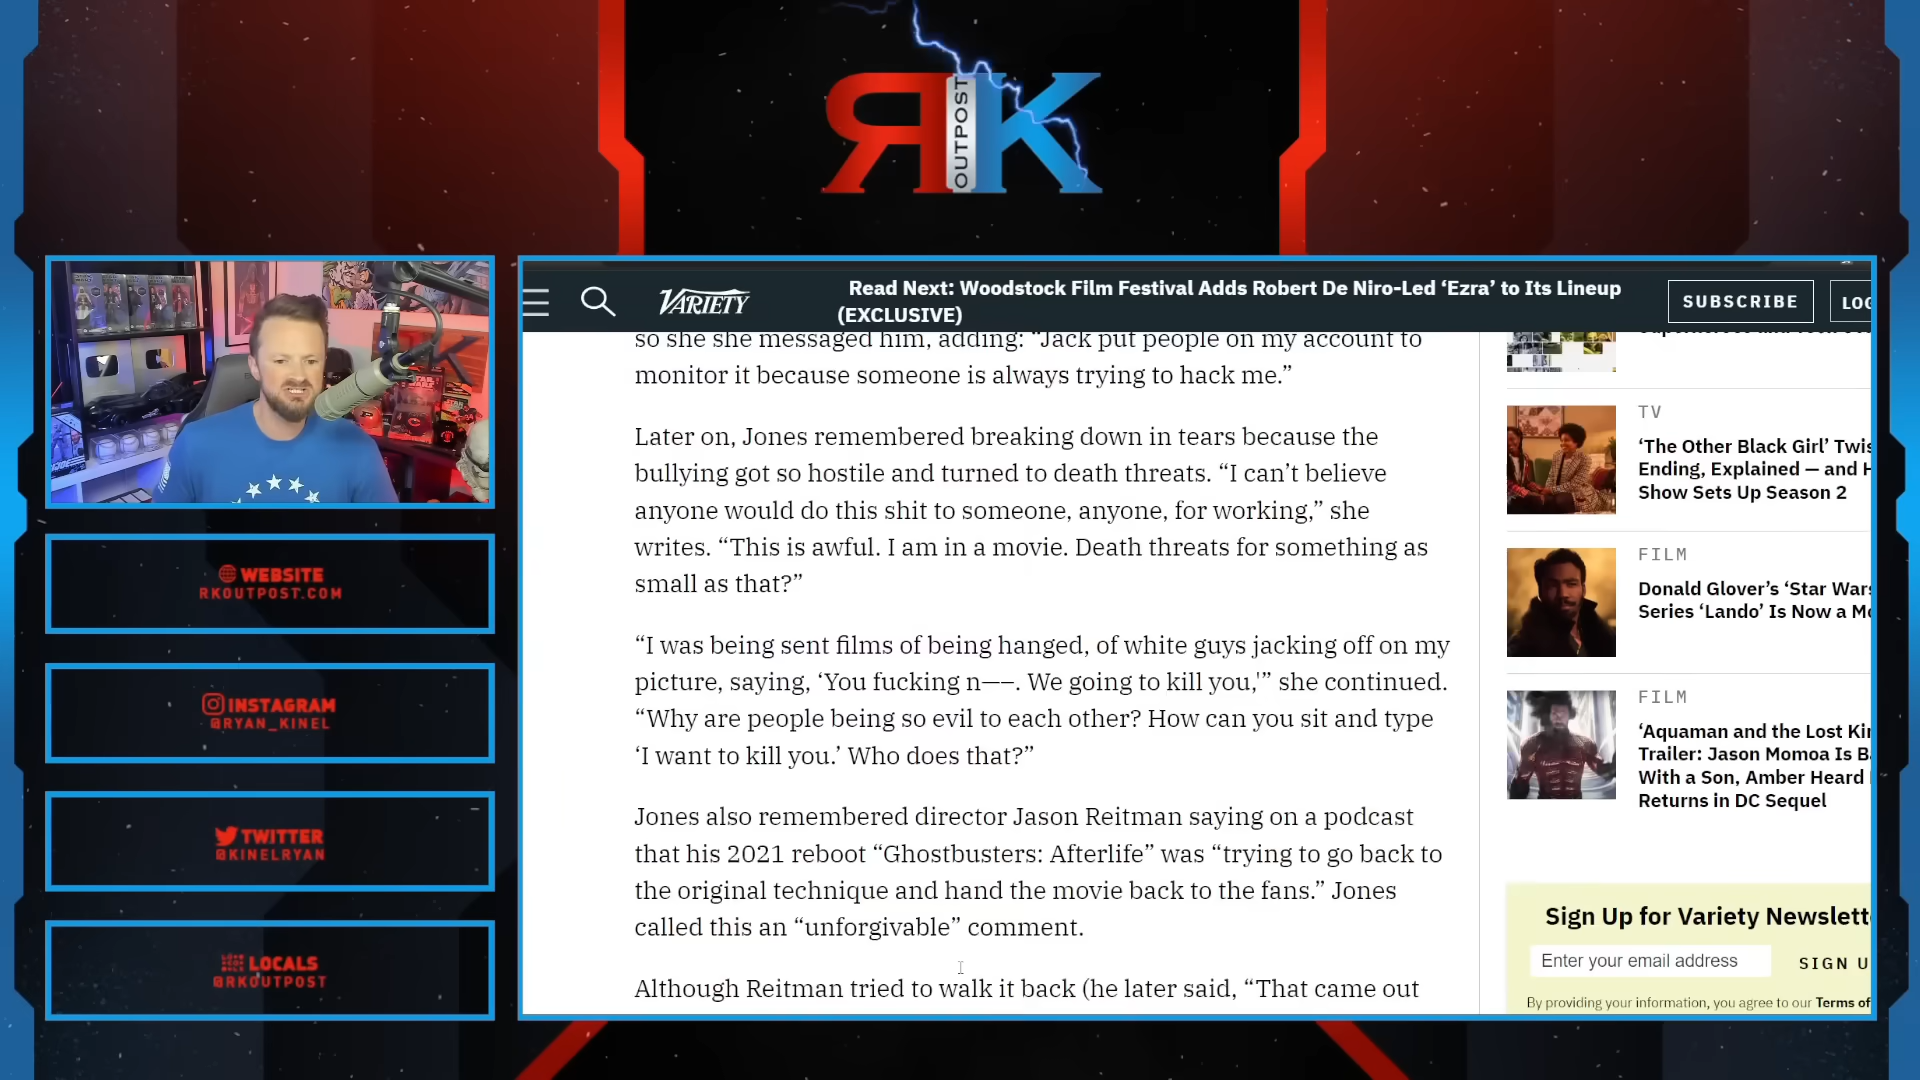 RK
OUTPOST
VARIETY
Read Next: Woodstock Film Festival Adds Robert De Niro-Led ‘Ezra’ to Its Lineup
(EXCLUSIVE)
SUBSCRIBE
LOG
so she she messaged him, adding: “Jack put people on my account to
monitor it because someone is always trying to hack me.”
Later on, Jones remembered breaking down in tears because the
bullying got so hostile and turned to death threats. “I can’t believe
anyone would do this shit to someone, anyone, for working,” she
writes. “This is awful. I am in a movie. Death threats for something as
small as that?”
“I was being sent films of being hanged, of white guys jacking off on my
picture, saying, ‘You fucking n—–. We going to kill you,'” she continued.
“Why are people being so evil to each other? How can you sit and type
‘I want to kill you.’ Who does that?”
Jones also remembered director Jason Reitman saying on a podcast
that his 2021 reboot “Ghostbusters: Afterlife” was “trying to go back to
the original technique and hand the movie back to the fans.” Jones
called this an “unforgivable” comment.
Although Reitman tried to walk it back (he later said, “That came out
TV
‘The Other Black Girl’ Twis
Ending, Explained — and H
Show Sets Up Season 2
FILM
Donald Glover’s ‘Star Wars
Series ‘Lando’ Is Now a Mo
FILM
‘Aquaman and the Lost Kin
Trailer: Jason Momoa Is Ba
With a Son, Amber Heard
Returns in DC Sequel
Sign Up for Variety Newslett
Enter your email address
SIGN U
By providing your information, you agree to our Terms of
WEBSITE
RKOUTPOST.COM
INSTAGRAM
@RYAN_KINEL
TWITTER
@KINELRYAN
LOCALS
@RKOUTPOST